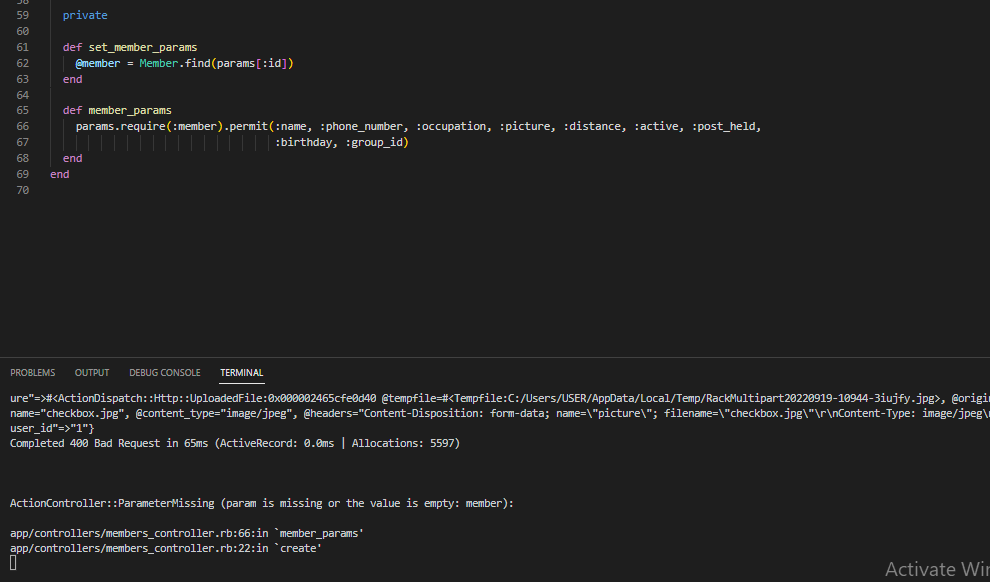 58
59 private
60
61 def set_member_params
62 @member = Member.find(params[:id])
63 end
64
65 def member_params
66 params.require(:member).permit(:name, :phone_number, :occupation, :picture, :distance, :active, :post_held,
67 :birthday, :group_id)
68 end
69 end
70
PROBLEMS OUTPUT DEBUG CONSOLE TERMINAL
ure"=>#<ActionDispatch::Http::UploadedFile:0x000002465cfe0d40 @tempfile=#<Tempfile:C:/Users/USER/AppData/Local/Temp/RackMultipart20220919-10944-3iujfy.jpg>, @origin
name="checkbox.jpg", @content_type="image/jpeg", @headers="Content-Disposition: form-data; name=\"picture\"; filename=\"checkbox.jpg\"\r\nContent-Type: image/jpeg\
user_id"=>"1"}
Completed 400 Bad Request in 65ms (ActiveRecord: 0.0ms | Allocations: 5597)
ActionController::ParameterMissing (param is missing or the value is empty: member):
app/controllers/members_controller.rb:66:in `member_params'
app/controllers/members_controller.rb:22:in `create'
Activate Win